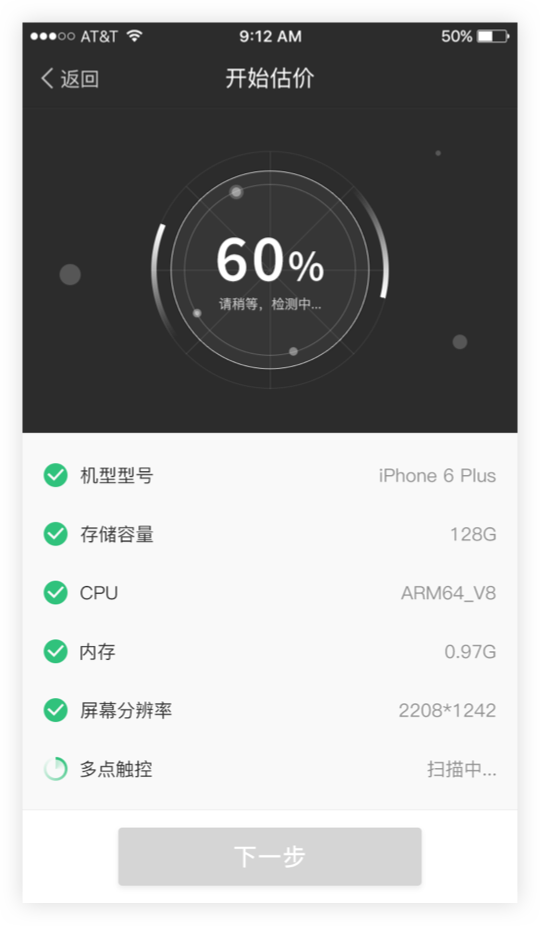 AT&T 9:12 AM 50%
返回 开始估价
60%
请稍等，检测中...
机型型号 iPhone 6 Plus
存储容量 128G
CPU ARM64_V8
内存 0.97G
屏幕分辨率 2208*1242
多点触控 扫描中...
下一步